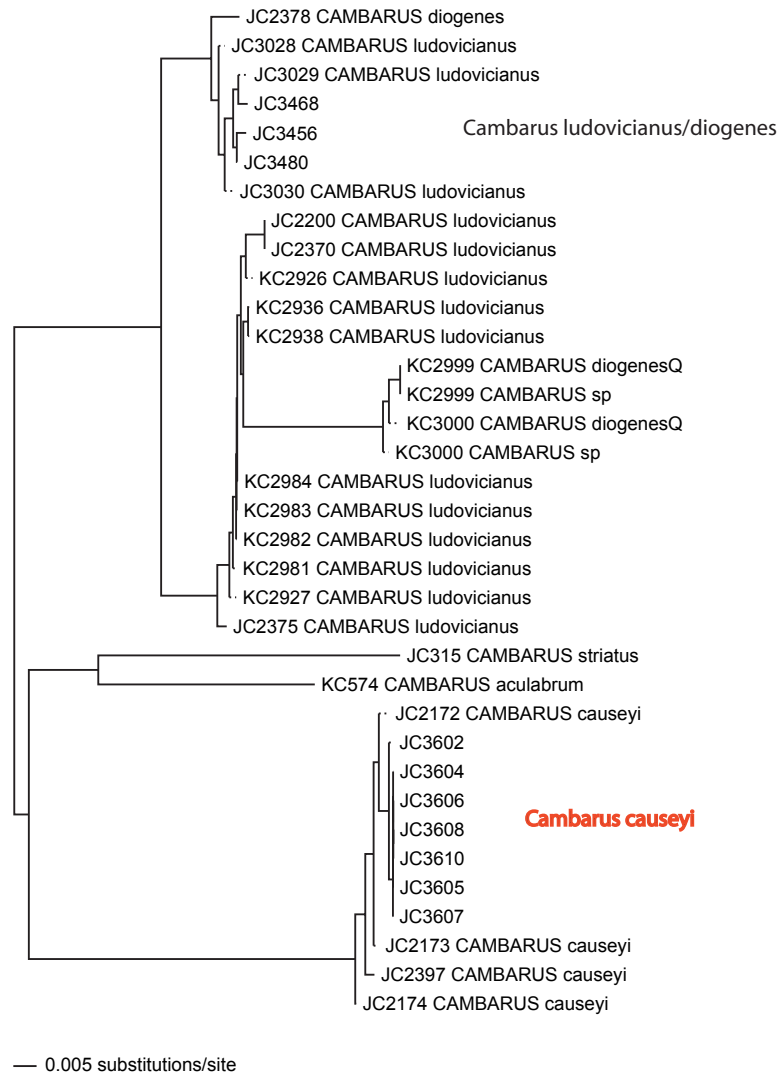 JC2378 CAMBARUS diogenes
JC3028 CAMBARUS ludovicianus
JC3029 CAMBARUS ludovicianus
JC3468
Cambarus ludovicianus/diogenes
JC3456
JC3480
JC3030 CAMBARUS ludovicianus
JC2200 CAMBARUS ludovicianus
JC2370 CAMBARUS ludovicianus
KC2926 CAMBARUS ludovicianus
KC2936 CAMBARUS ludovicianus
KC2938 CAMBARUS ludovicianus
KC2999 CAMBARUS diogenesQ
KC2999 CAMBARUS sp
KC3000 CAMBARUS diogenesQ
KC3000 CAMBARUS sp
KC2984 CAMBARUS ludovicianus
KC2983 CAMBARUS ludovicianus
KC2982 CAMBARUS ludovicianus
KC2981 CAMBARUS ludovicianus
KC2927 CAMBARUS ludovicianus
JC2375 CAMBARUS ludovicianus
JC315 CAMBARUS striatus
KC574 CAMBARUS aculabrum
JC2172 CAMBARUS causeyi
JC3602
JC3604
JC3606
Cambarus causeyi
JC3608
JC3610
JC3605
JC3607
JC2173 CAMBARUS causeyi
JC2397 CAMBARUS causeyi
JC2174 CAMBARUS causeyi
0.005 substitutions/site